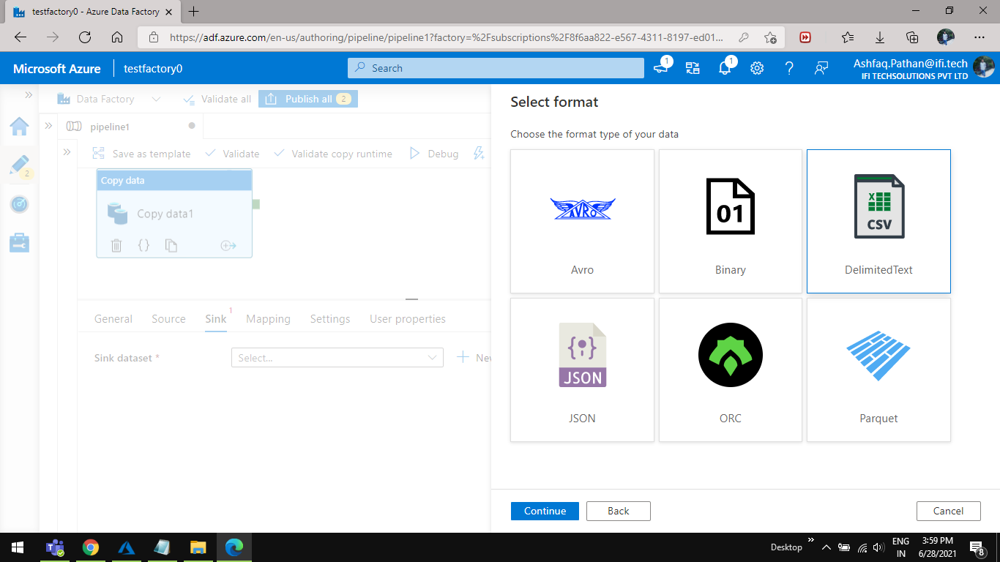 testfactory0 - Azure Data Factory
https://adf.azure.com/en-us/authoring/pipeline/pipeline1?factory=%2Fsubscriptions%2F8f6aa822-e567-4311-8197-ed01...
Microsoft Azure
testfactory0
Search
1
1
Ashfaq.Pathan@ifi.tech
IFI TECHSOLUTIONS PVT LTD
Data Factory
Validate all
Publish all
2
pipeline1
2
Save as template
Validate
Validate copy runtime
Debug
Copy data
Copy data1
General
Source
Sink
1
Mapping
Settings
User properties
Sink dataset *
Select...
New
Select format
Choose the format type of your data
AVRO
Avro
01
Binary
X
CSV
DelimitedText
JSON
JSON
ORC
Parquet
Continue
Back
Cancel
Desktop
ENG
IN
3:59 PM
6/28/2021
8